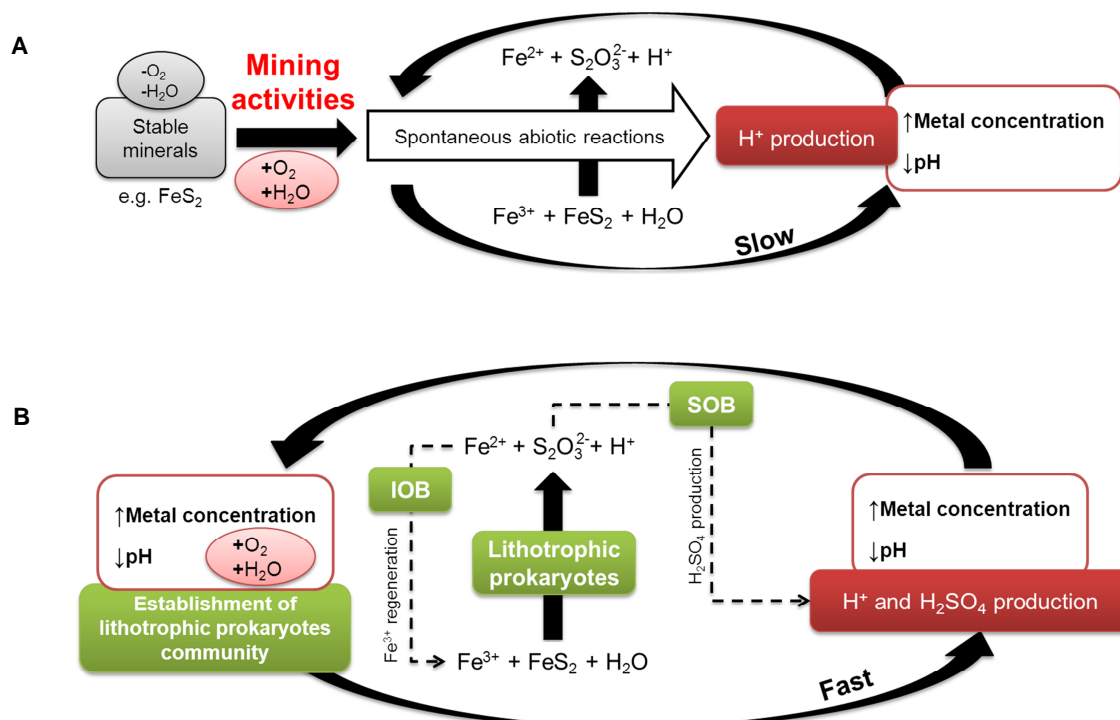 A
-O₂
-H₂O
Stable
minerals
e.g. FeS₂
Mining
activities
+O₂
+H₂O
Fe²⁺ + S₂O₃²⁻ + H⁺
Spontaneous abiotic reactions
Fe³⁺ + FeS₂ + H₂O
H⁺ production
↑Metal concentration
↓pH
Slow
B
↑Metal concentration
↓pH
+O₂
+H₂O
Establishment of
lithotrophic prokaryotes
community
IOB
Fe³⁺ regeneration
Fe²⁺ + S₂O₃²⁻ + H⁺
Lithotrophic
prokaryotes
Fe³⁺ + FeS₂ + H₂O
SOB
H₂SO₄ production
↑Metal concentration
↓pH
H⁺ and H₂SO₄ production
Fast